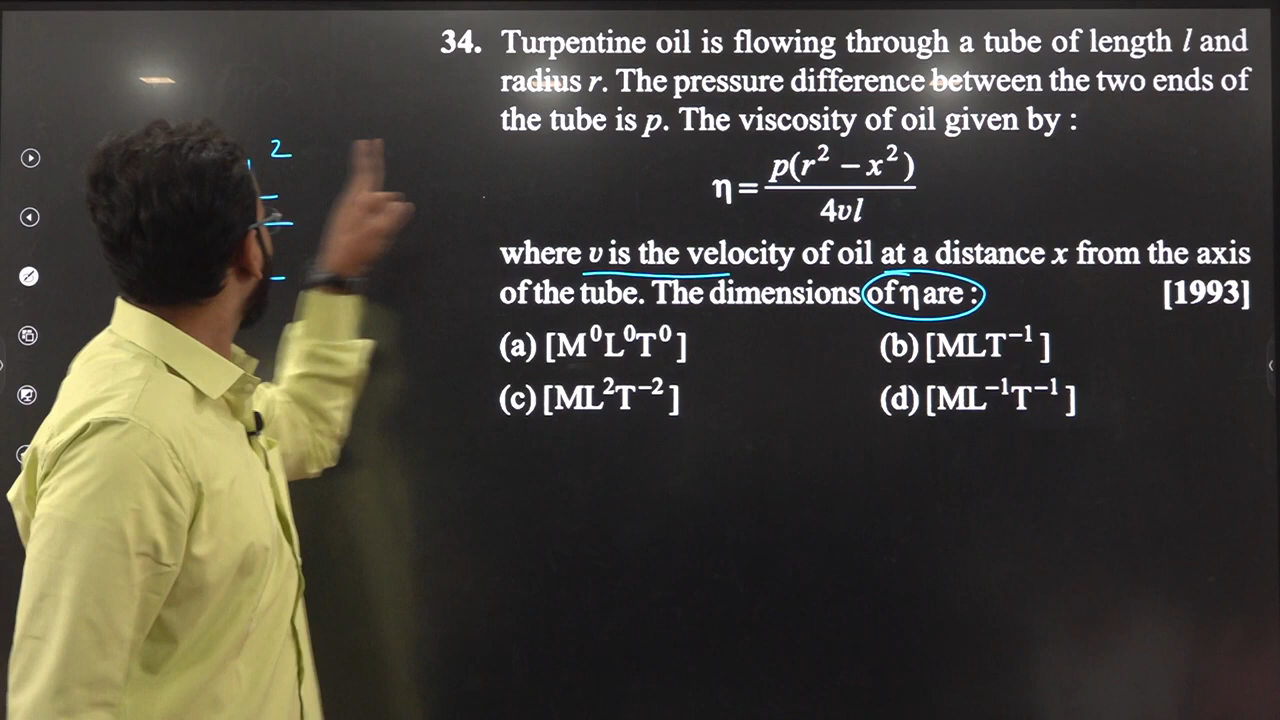 34. Turpentine oil is flowing through a tube of length l and
radius r. The pressure difference between the two ends of
the tube is p. The viscosity of oil given by :
η = p(r² – x²) / 4vl
where v is the velocity of oil at a distance x from the axis
of the tube. The dimensions of η are : [1993]
(a) [M⁰L⁰T⁰] (b) [MLT⁻¹]
(c) [ML²T⁻²] (d) [ML⁻¹T⁻¹]
2